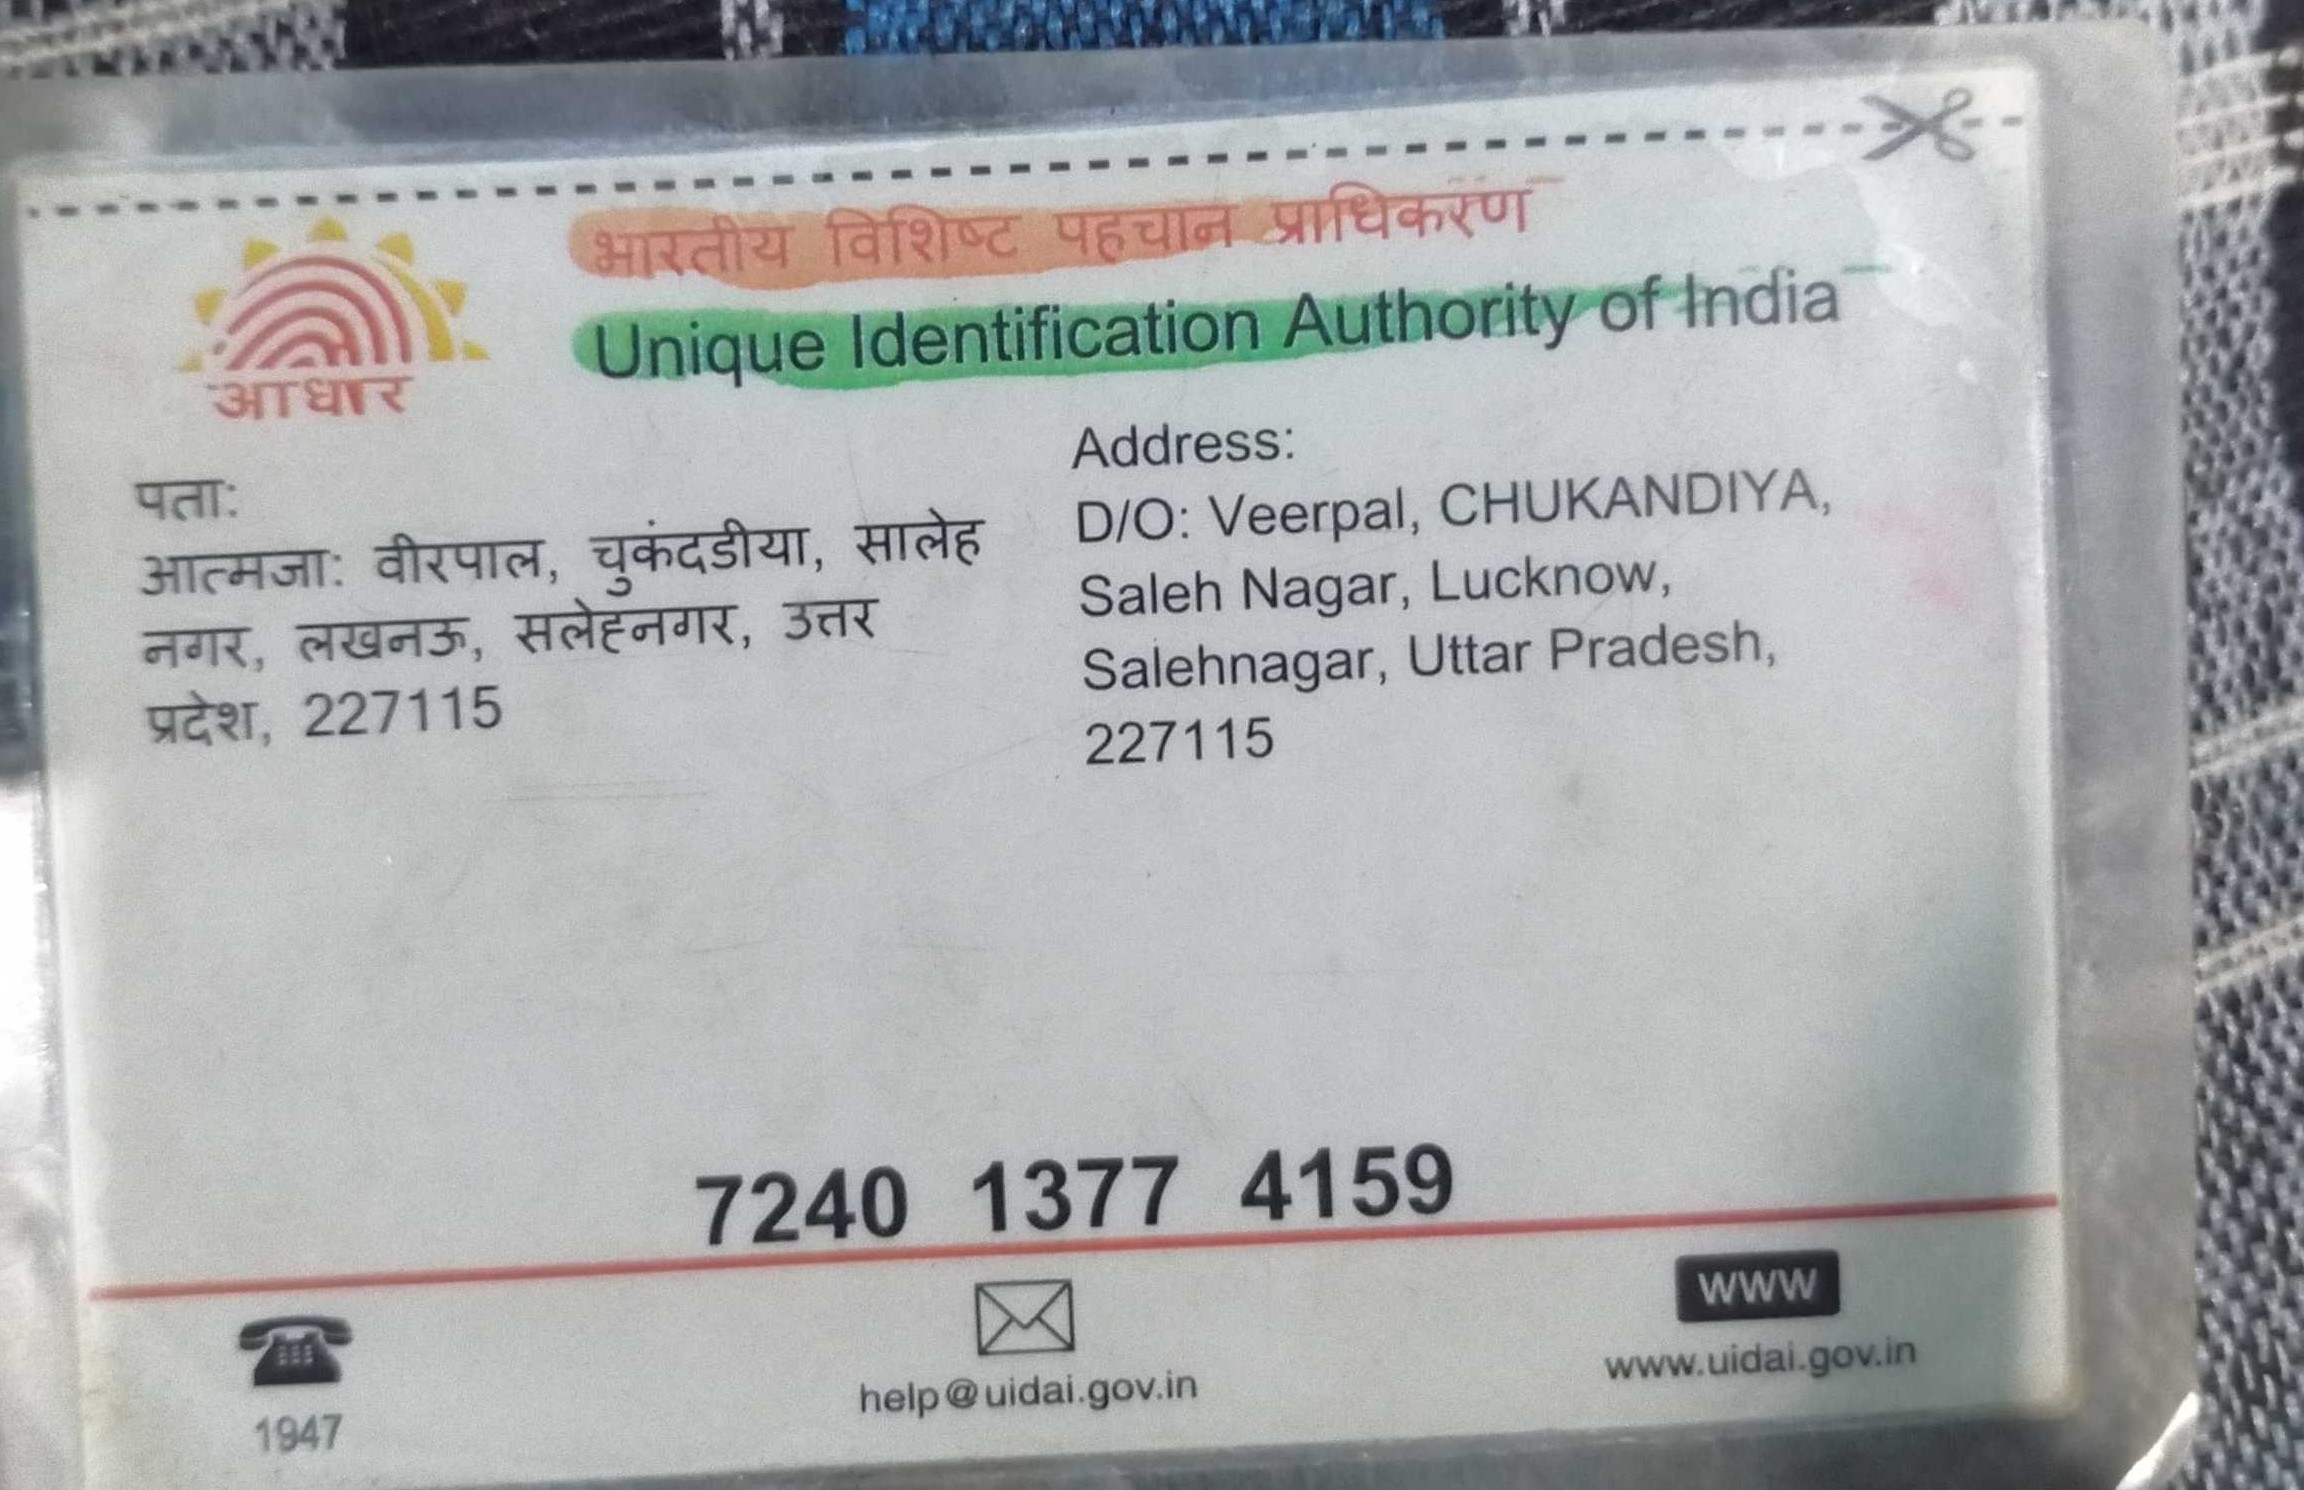 भारतीय विशिष्ट पहचान प्राधिकरण
Unique Identification Authority of India
आधार
पता:
आत्मजा: वीरपाल, चुकंदडीया, सालेह
नगर, लखनऊ, सलेहनगर, उत्तर
प्रदेश, 227115
Address:
D/O: Veerpal, CHUKANDIYA,
Saleh Nagar, Lucknow,
Salehnagar, Uttar Pradesh,
227115
7240 1377 4159
1947
help@uidai.gov.in
www
www.uidai.gov.in